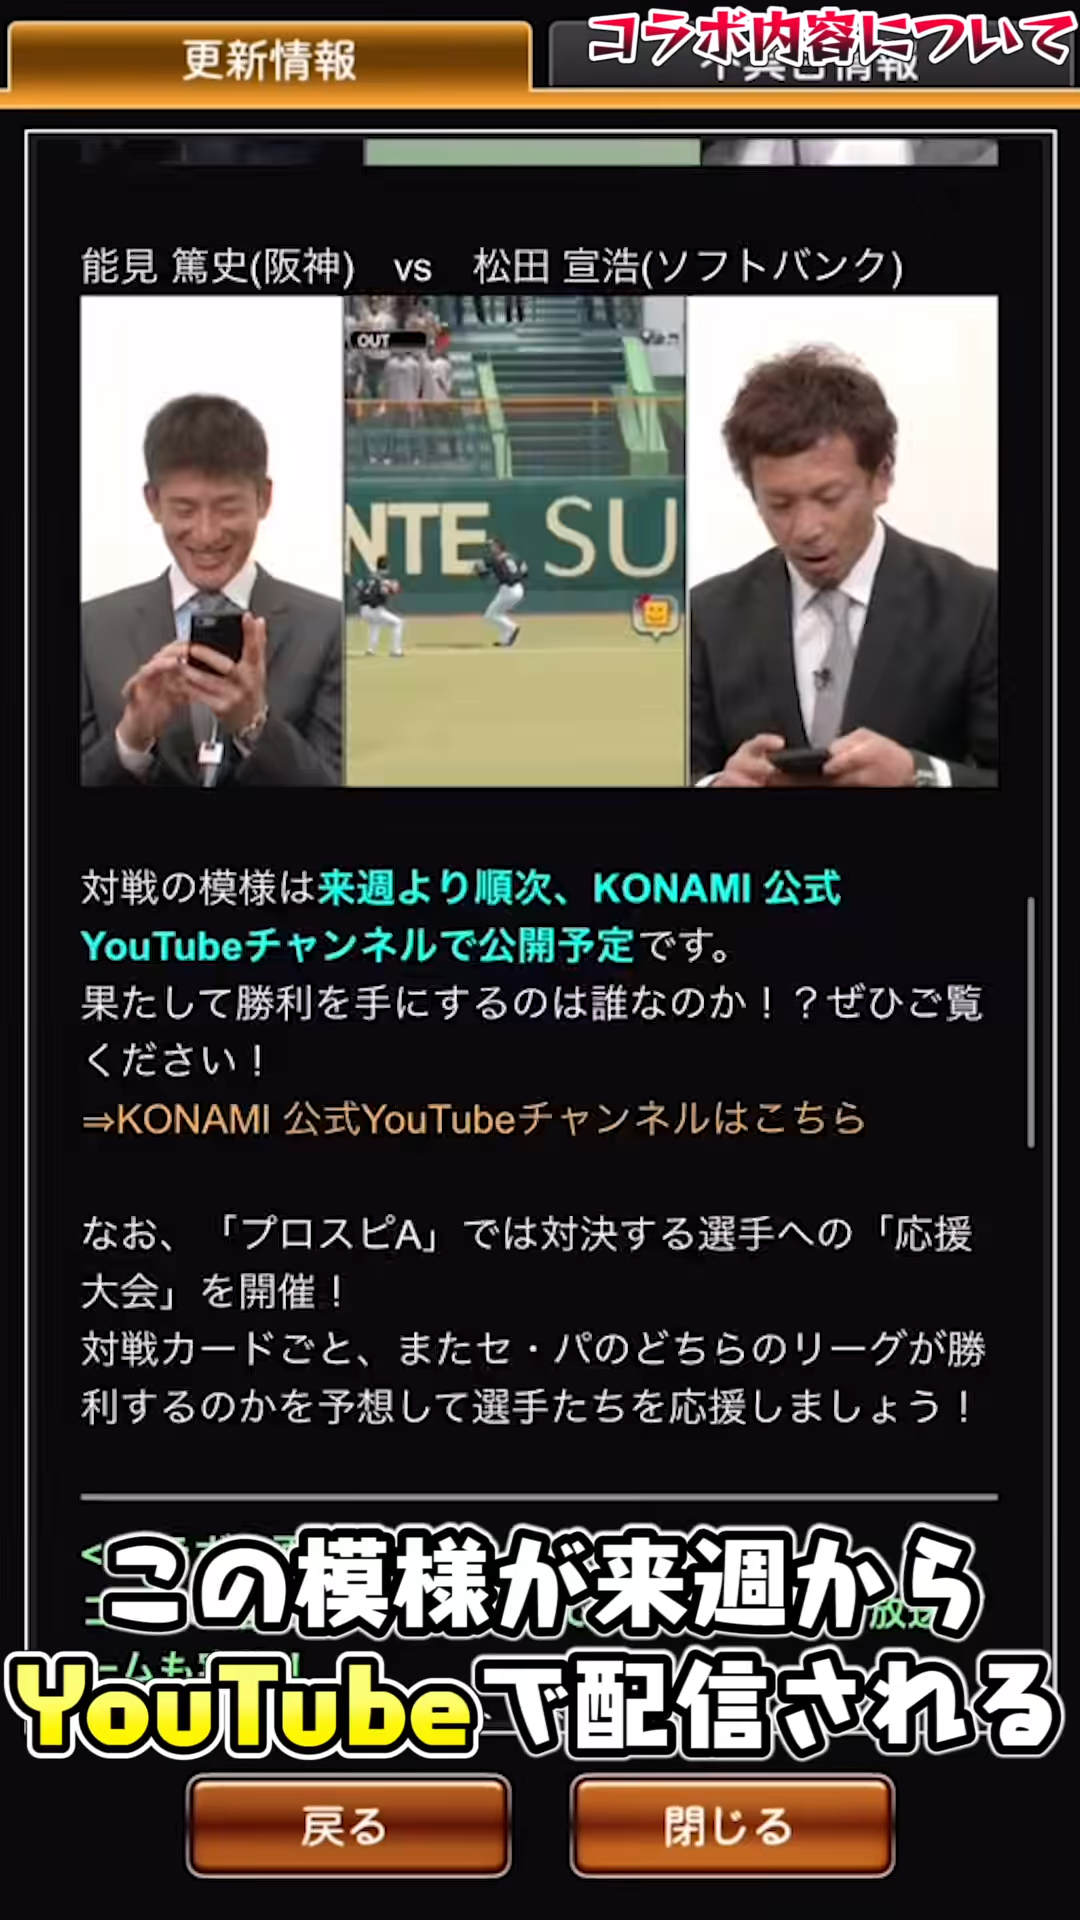 コラボ内容について
更新情報
能見 篤史(阪神) vs 松田 宣浩(ソフトバンク)
OUT
NTE SU
対戦の模様は来週より順次、KONAMI 公式
YouTubeチャンネルで公開予定です。
果たして勝利を手にするのは誰なのか！？ぜひご覧
ください！
⇒KONAMI 公式YouTubeチャンネルはこちら
なお、「プロスピA」では対決する選手への「応援
大会」を開催！
対戦カードごと、またセ・パのどちらのリーグが勝
利するのかを予想して選手たちを応援しましょう！
この模様が来週から
YouTubeで配信される
戻る
閉じる